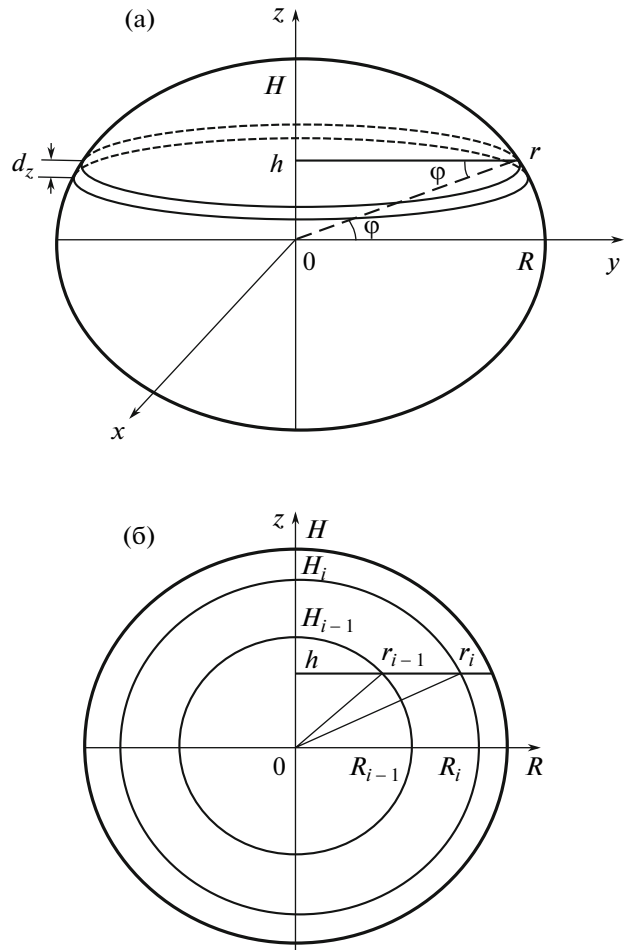 (а)
z
H
d_z
h
φ
r
φ
0
R
y
x
(б)
z
H
H_i
H_{i – 1}
h
r_{i – 1}
r_i
0
R_{i – 1}
R_i
R